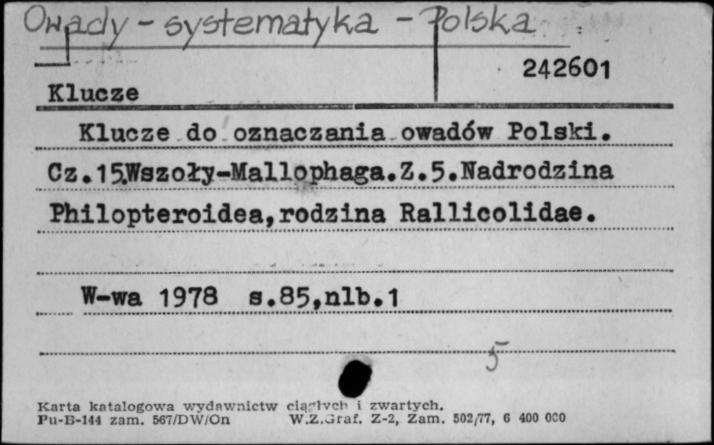 Owady - systematyka - Polska
242601
Klucze
Klucze do oznaczania owadów Polski.
Cz.15.Wszoły-Mallophaga.Z.5.Nadrodzina
Philopteroidea,rodzina Rallicolidae.
W-wa 1978 s.85,nlb.1
5
Karta katalogowa wydawnictw ciągłych i zwartych.
Pu-B-144 zam. 567/DW/On W.Z.Graf. Z-2, Zam. 502/77, 6 400 000